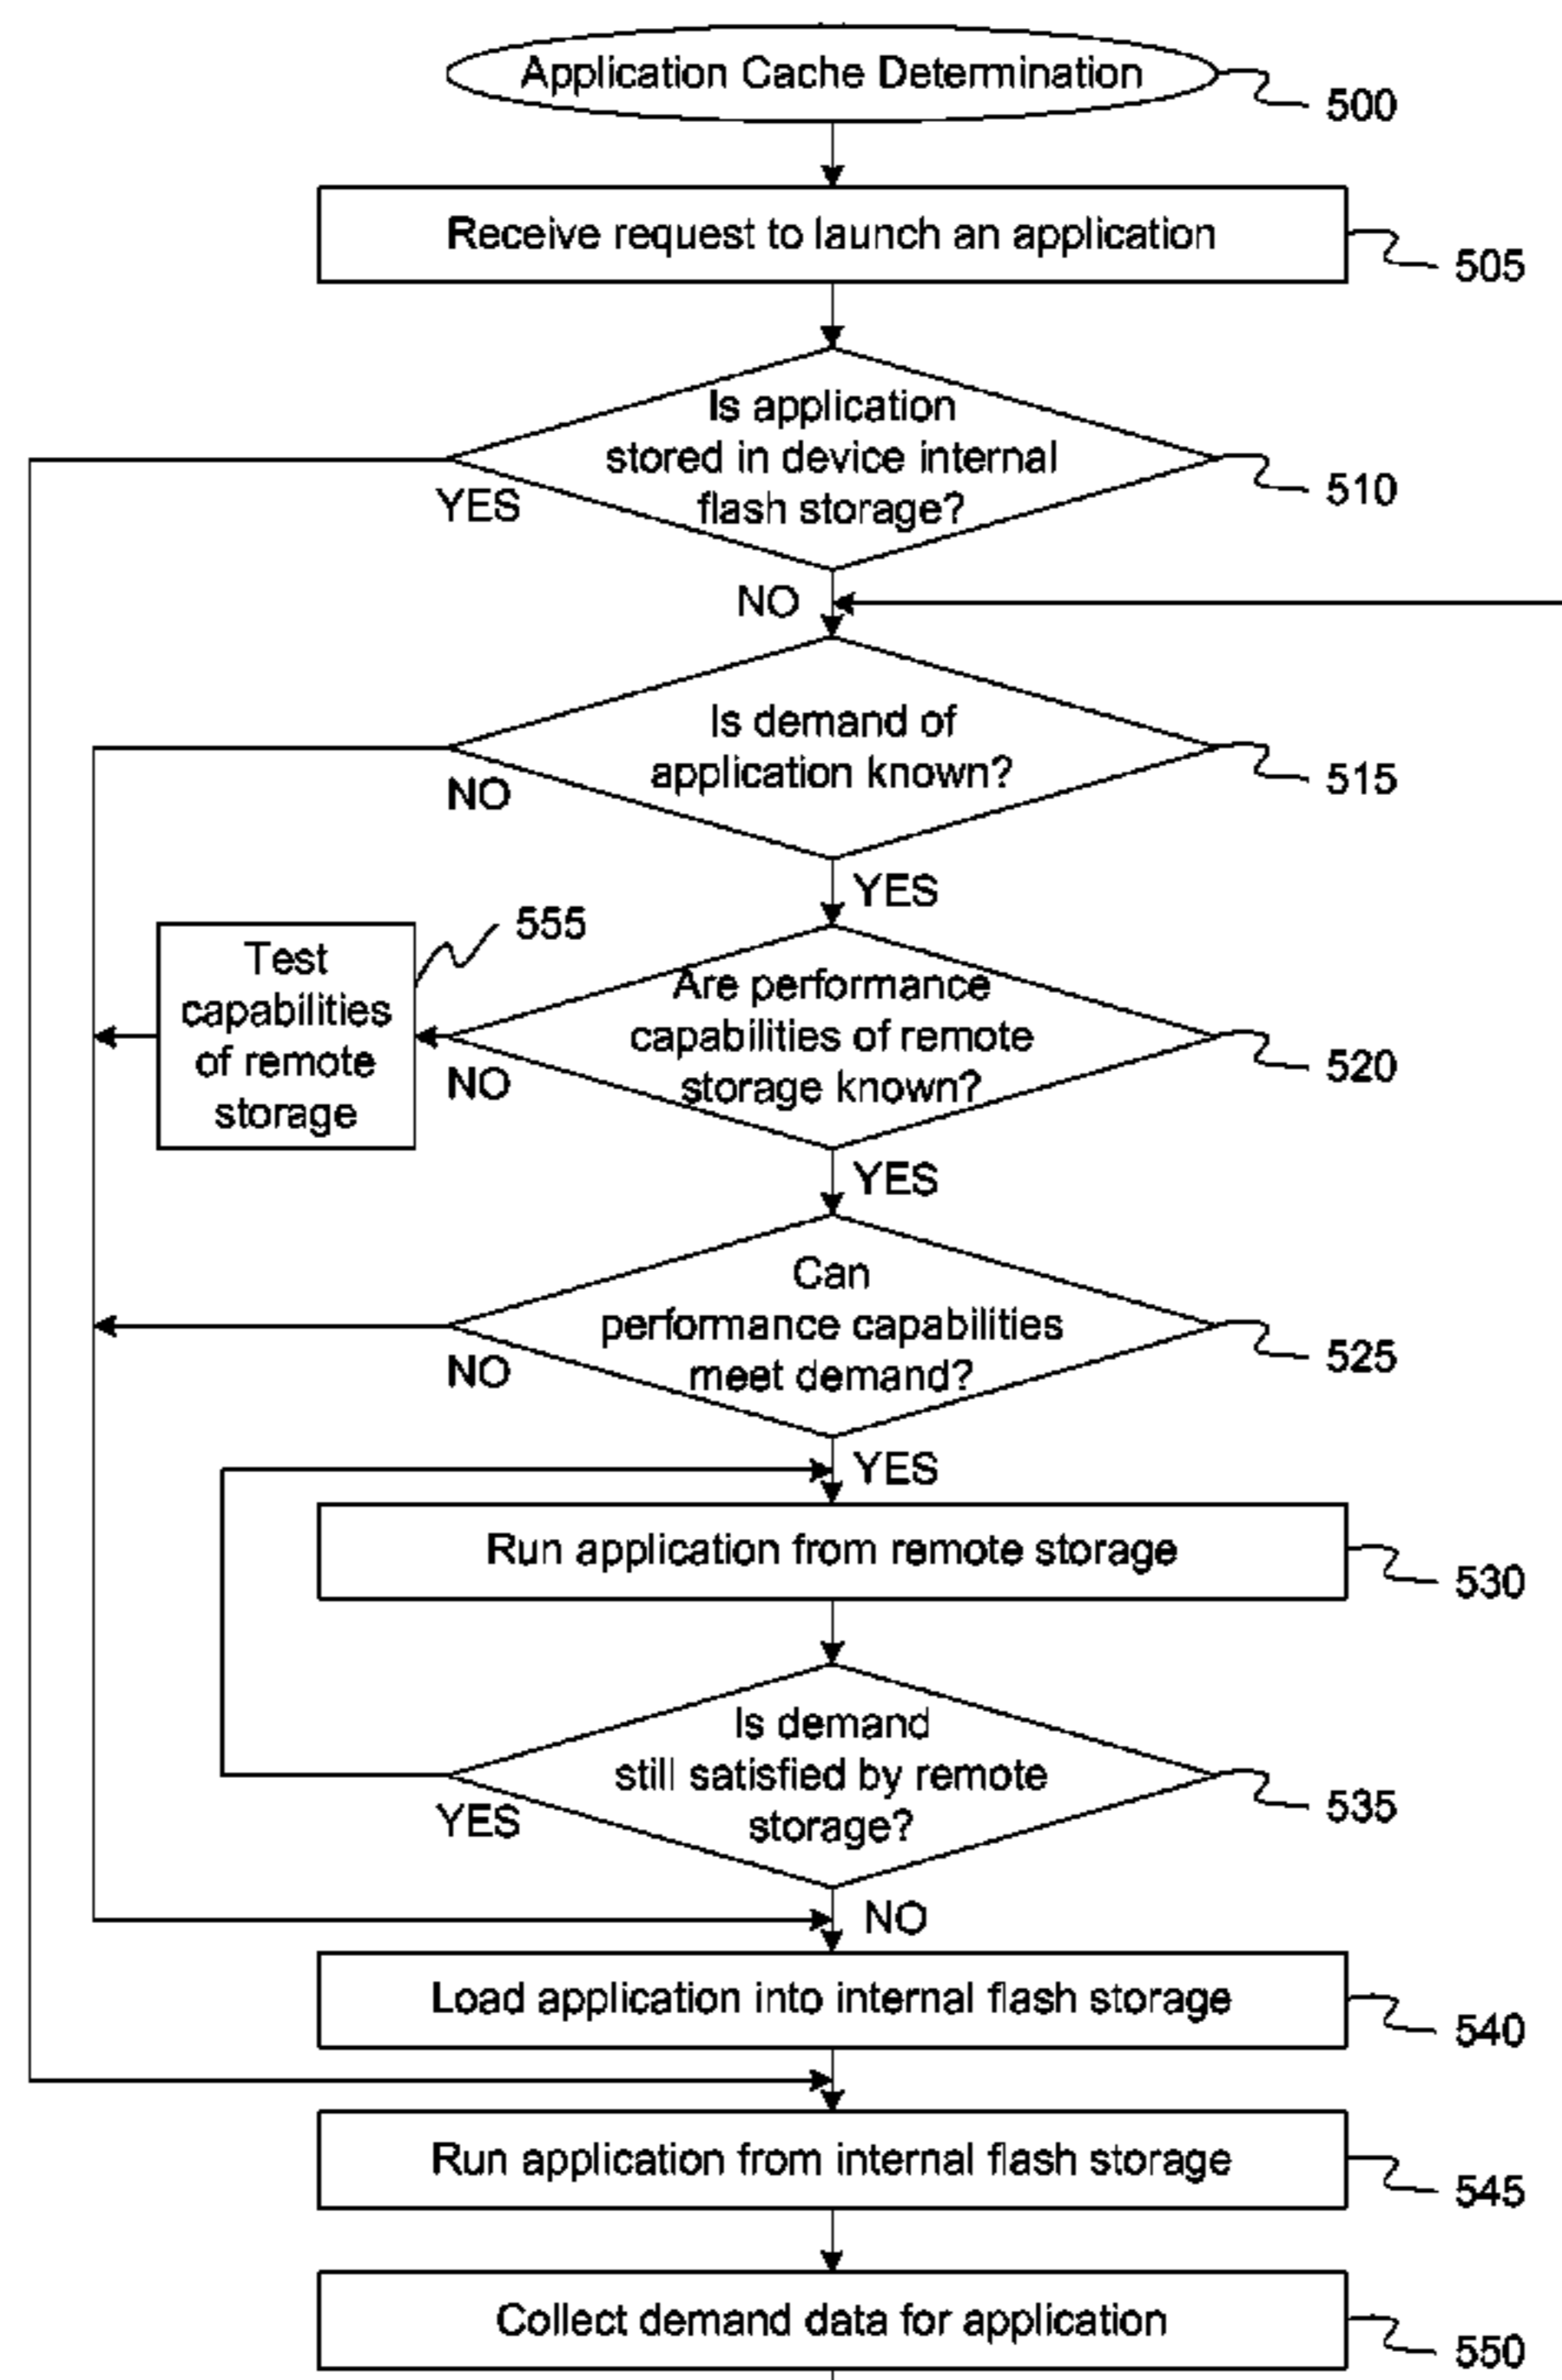 Application Cache Determination
500
Receive request to launch an application
505
Is application
stored in device internal
flash storage?
510
YES
NO
Is demand of
application known?
515
NO
YES
555
Test
capabilities
of remote
storage
Are performance
capabilities of remote
storage known?
520
NO
YES
Can
performance capabilities
meet demand?
525
NO
YES
Run application from remote storage
530
Is demand
still satisfied by remote
storage?
535
YES
NO
Load application into internal flash storage
540
Run application from internal flash storage
545
Collect demand data for application
550